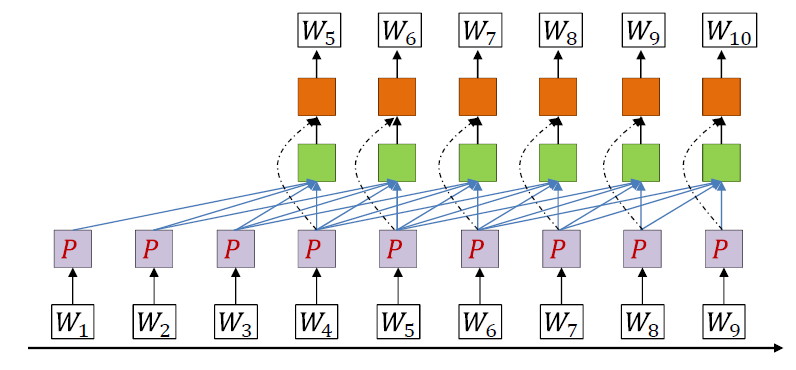 W₅ W₆ W₇ W₈ W₉ W₁₀
P P P P P P P P P
W₁ W₂ W₃ W₄ W₅ W₆ W₇ W₈ W₉